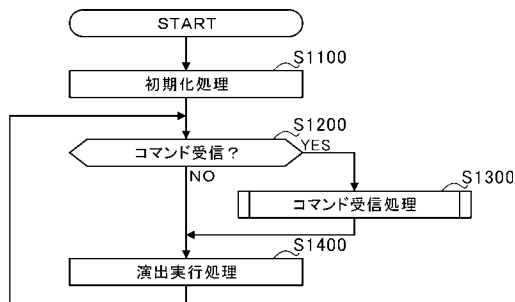 START
S1100
初期化処理
S1200
コマンド受信？
YES
NO
S1300
コマンド受信処理
S1400
演出実行処理